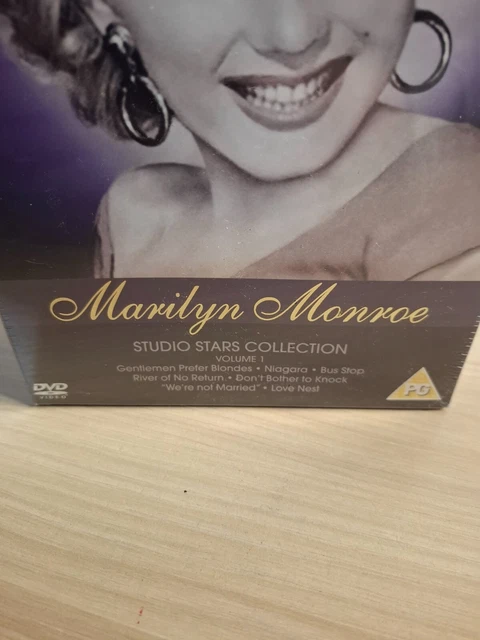 Marilyn Monroe
STUDIO STARS COLLECTION
VOLUME 1
Gentlemen Prefer Blondes • Niagara • Bus Stop
River of No Return • Don't Bother to Knock
"We're not Married" • Love Nest
DVD
VIDEO
PG